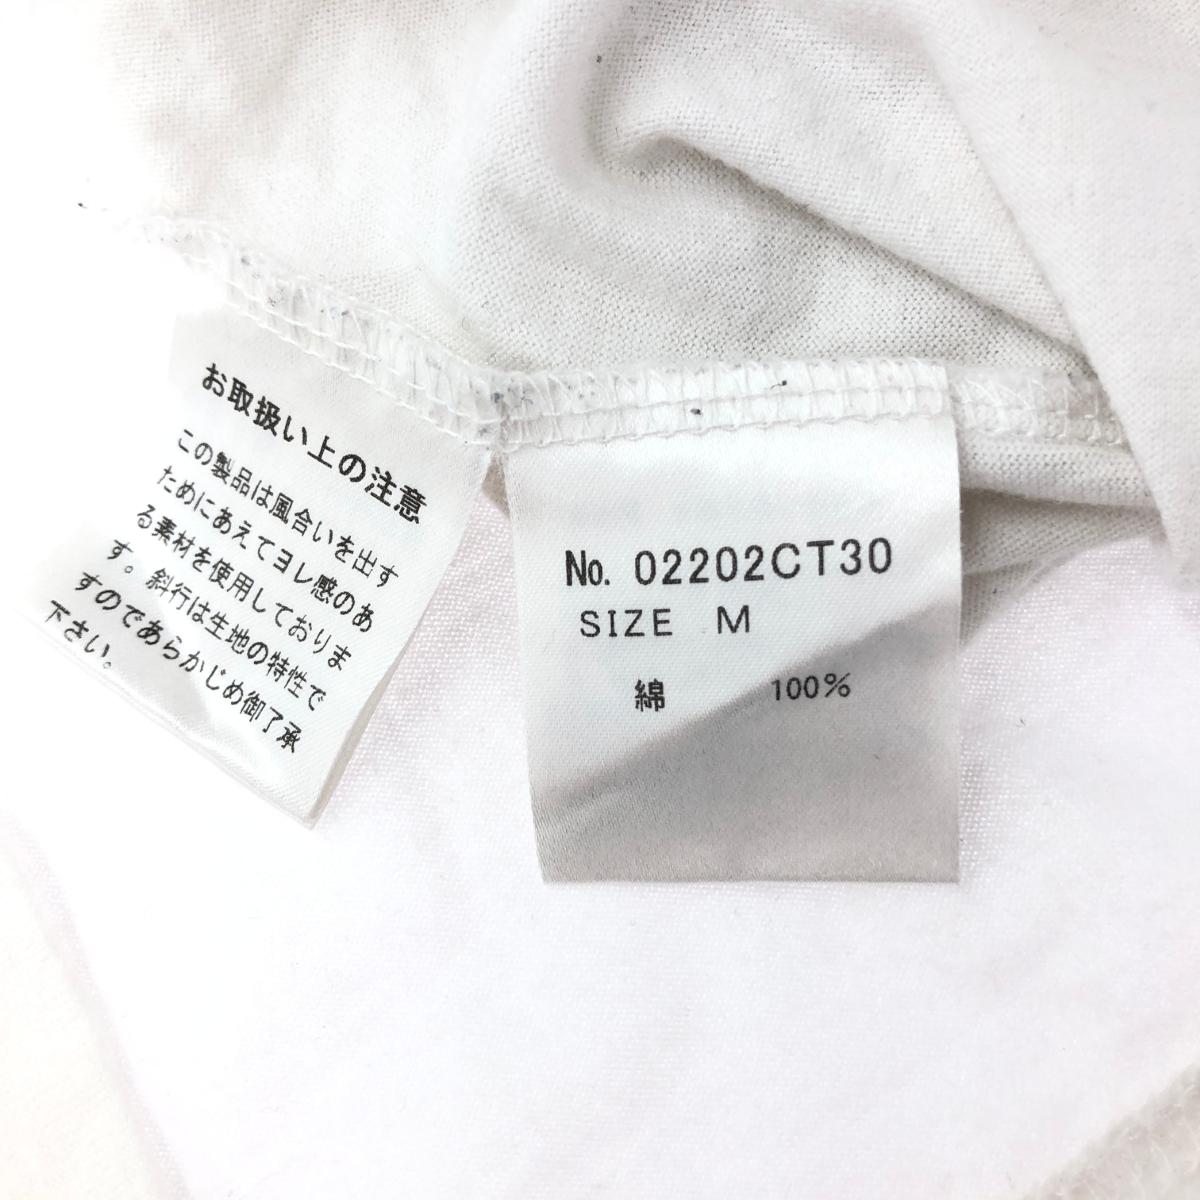 お取扱い上の注意
この製品は風合いを出す
ためにあえてヨレ感のあ
る素材を使用しておりま
す。斜行は生地の特性で
すのであらかじめ御了承
下さい。
No. 02202CT30
SIZE M
綿 100%